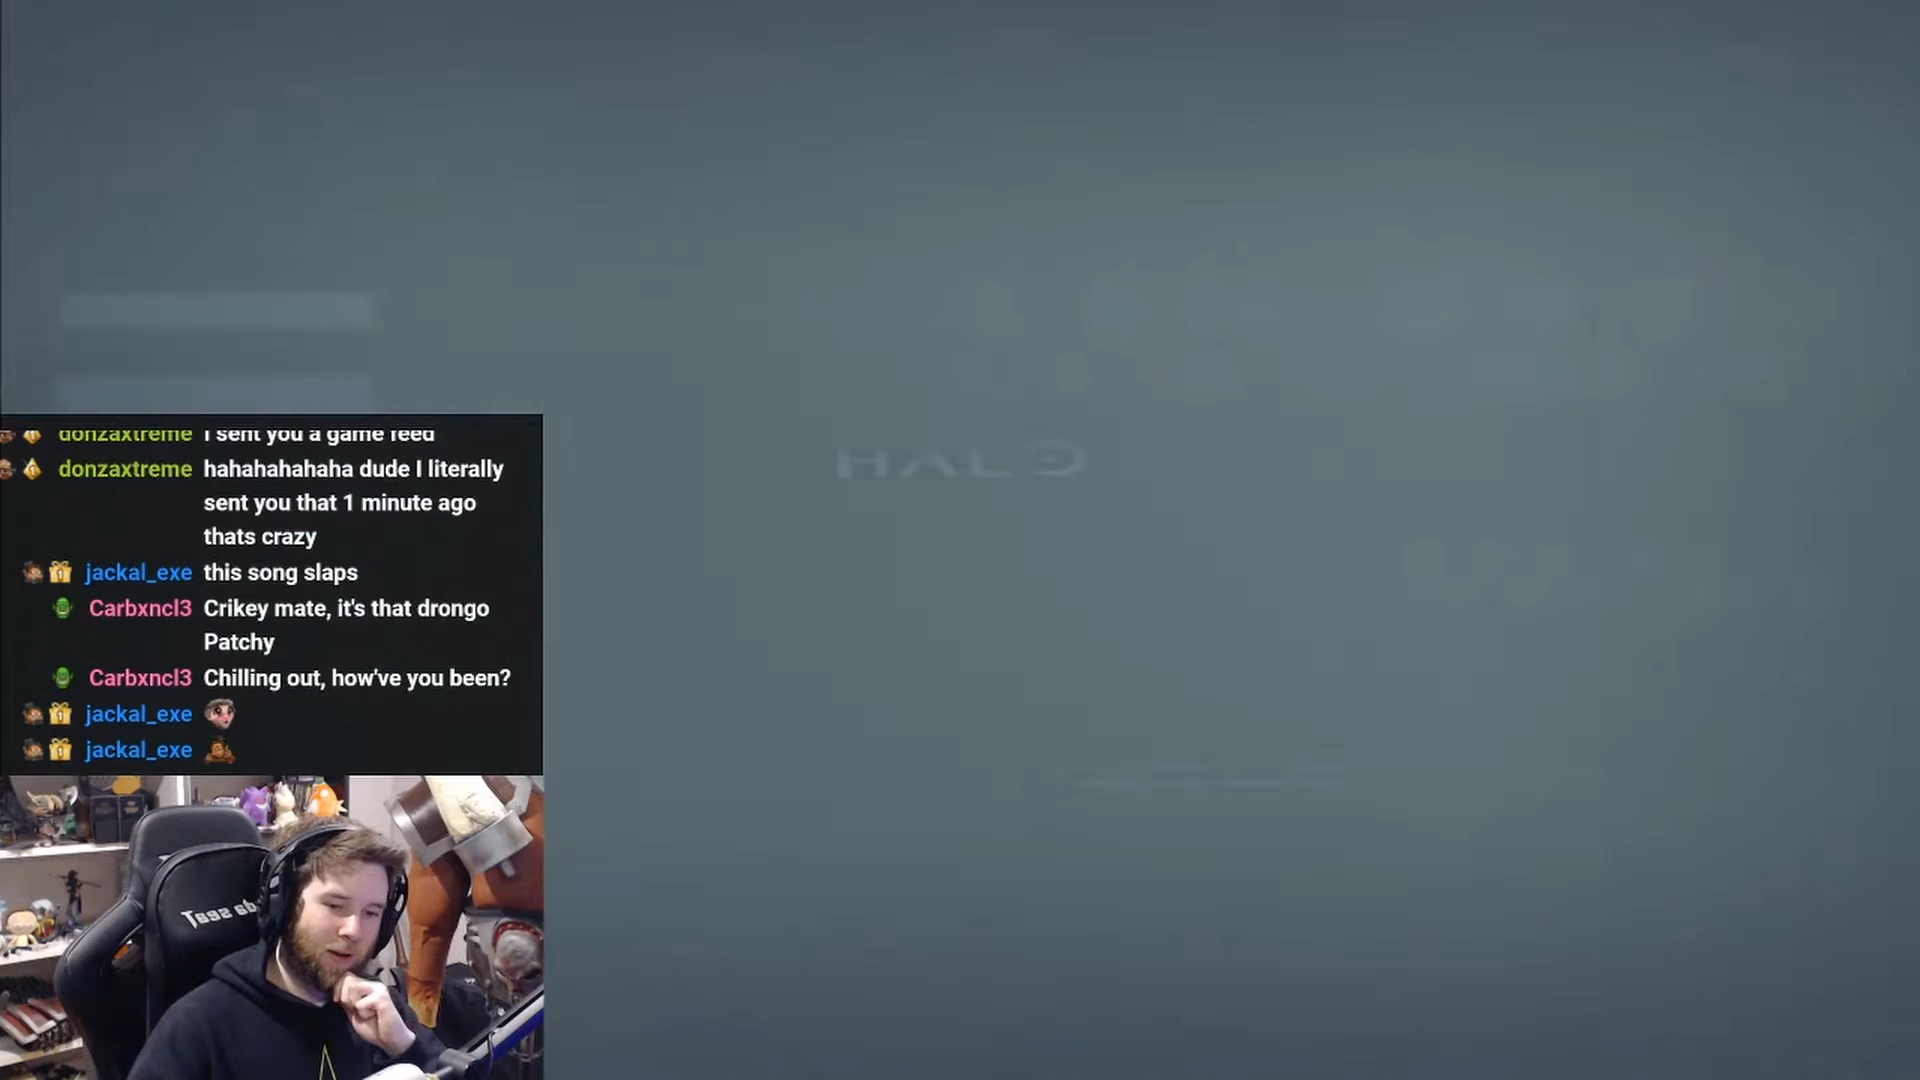 donzaxtreme I sent you a game feed
donzaxtreme hahahahahaha dude I literally
sent you that 1 minute ago
thats crazy
jackal_exe this song slaps
Carbxncl3 Crikey mate, it's that drongo
Patchy
Carbxncl3 Chilling out, how've you been?
jackal_exe
jackal_exe
HALO